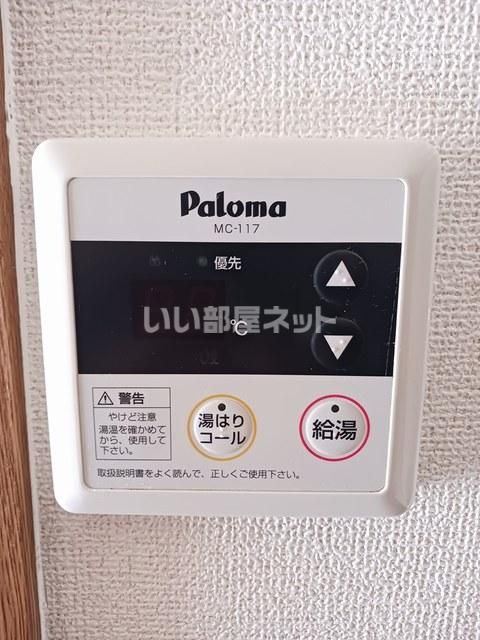 Paloma
MC-117
優先
いい部屋ネット
℃
警告
やけど注意
湯温を確かめて
から、使用して
下さい。
湯はり
コール
給湯
取扱説明書をよく読んで、正しくご使用下さい。